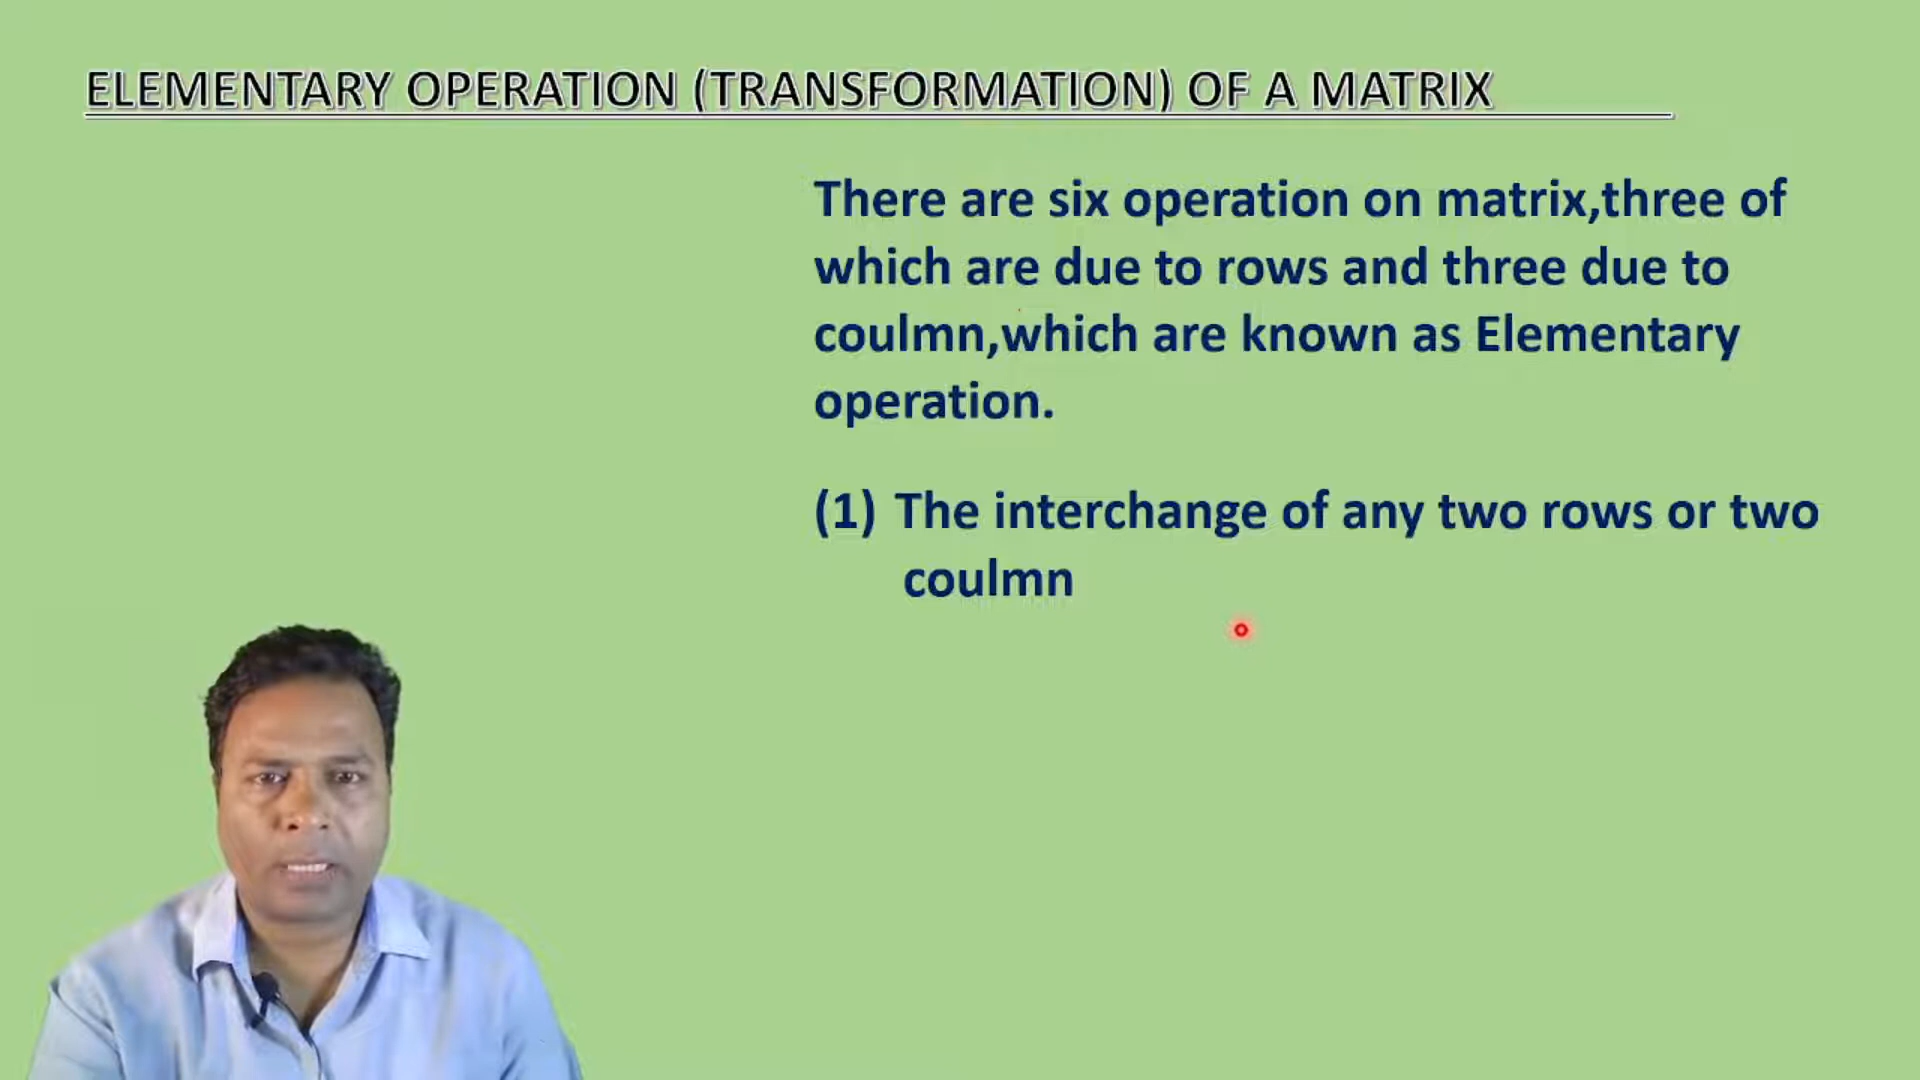 ELEMENTARY OPERATION (TRANSFORMATION) OF A MATRIX
There are six operation on matrix,three of
which are due to rows and three due to
coulmn,which are known as Elementary
operation.
(1) The interchange of any two rows or two
coulmn